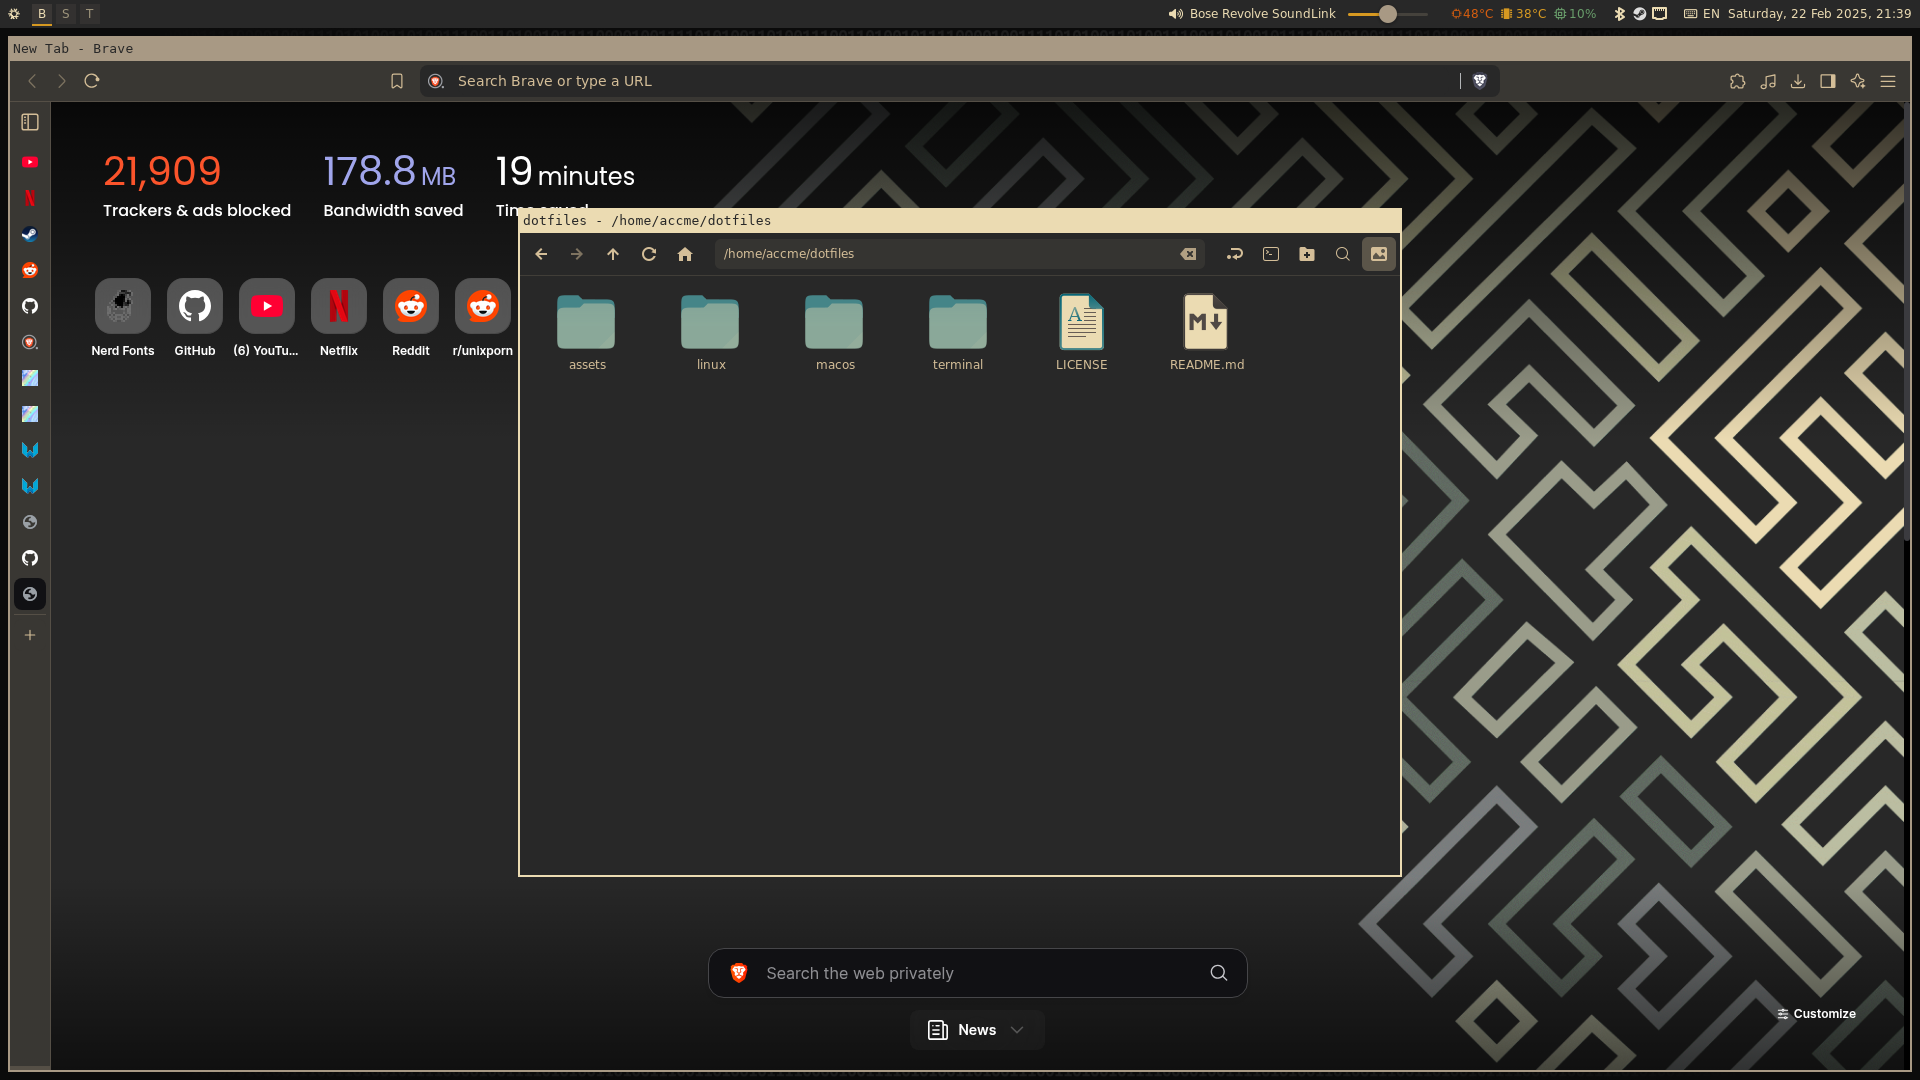 B S T
Bose Revolve SoundLink
48°C 38°C 10%
EN Saturday, 22 Feb 2025, 21:39
New Tab - Brave
Search Brave or type a URL
21,909 178.8 MB 19 minutes
Trackers & ads blocked Bandwidth saved Time saved
dotfiles - /home/accme/dotfiles
/home/accme/dotfiles
Nerd Fonts GitHub (6) YouTu... Netflix Reddit r/unixporn
assets linux macos terminal LICENSE README.md
Search the web privately
News
Customize